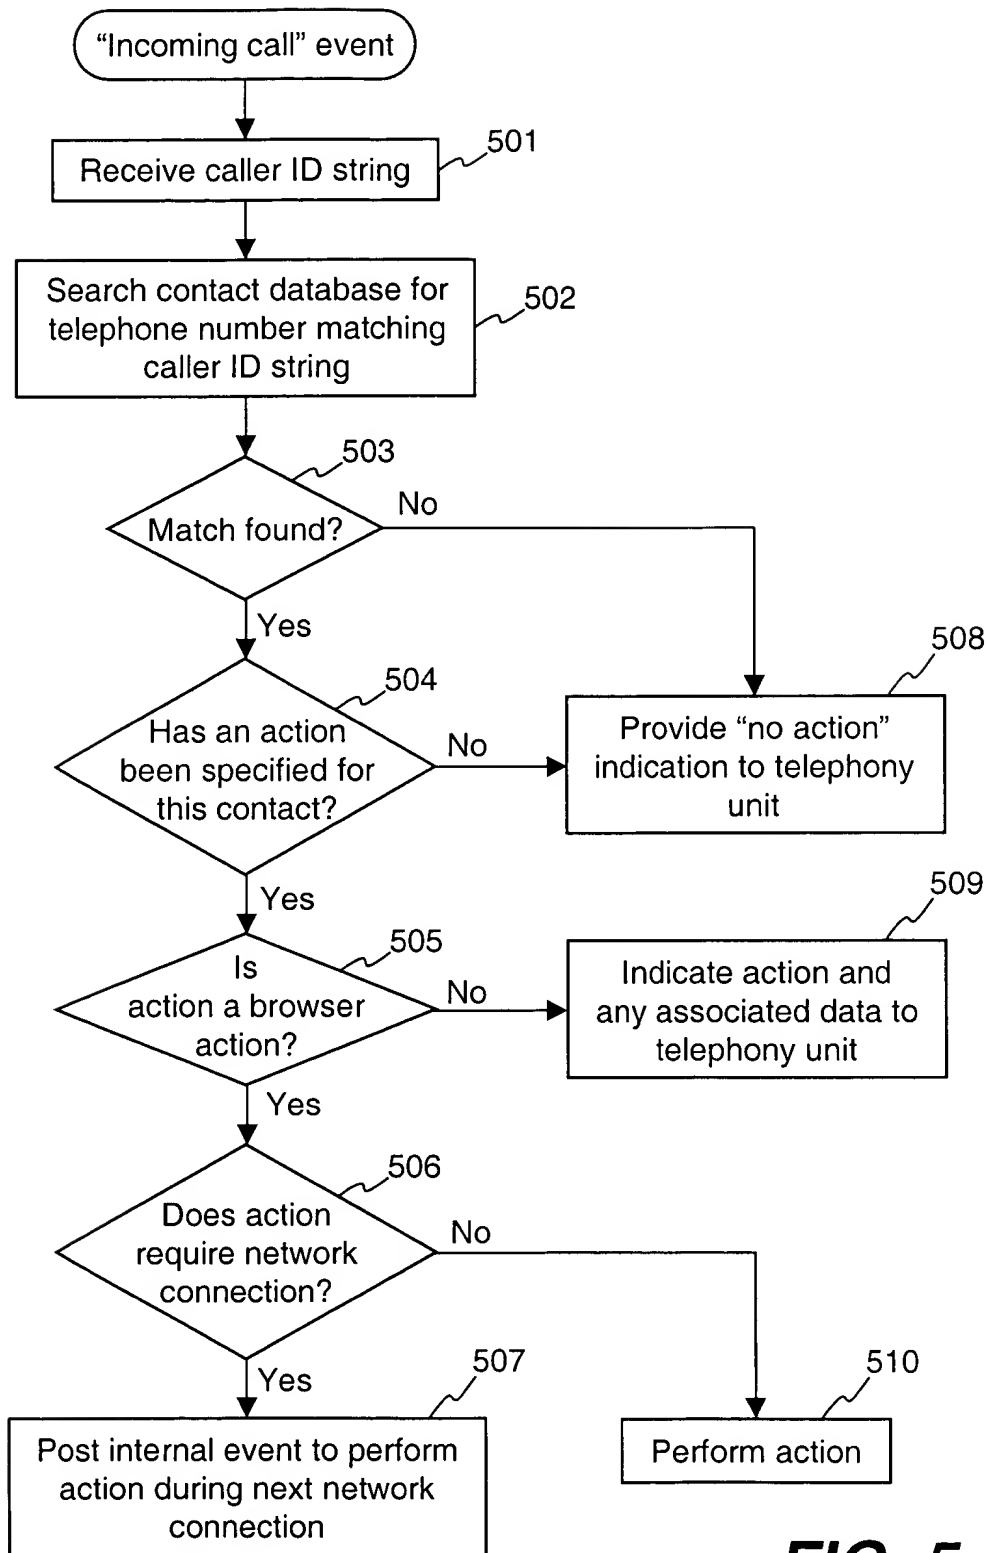 “Incoming call” event
501
Receive caller ID string
Search contact database for
telephone number matching
caller ID string
502
503
Match found?
No
Yes
504
Has an action
been specified for
this contact?
No
508
Provide “no action”
indication to telephony
unit
Yes
505
Is
action a browser
action?
No
509
Indicate action and
any associated data to
telephony unit
Yes
506
Does action
require network
connection?
No
Yes
507
Post internal event to perform
action during next network
connection
510
Perform action
FIG. 5